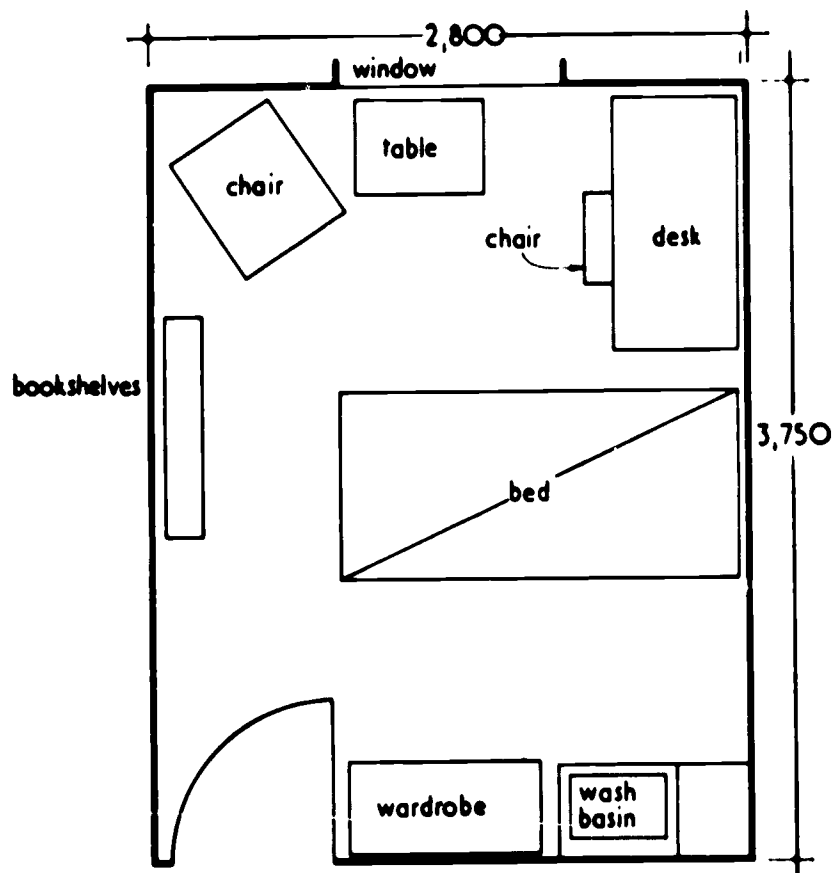 2,800
window
table
chair
chair
desk
bookshelves
3,750
bed
wardrobe
wash
basin